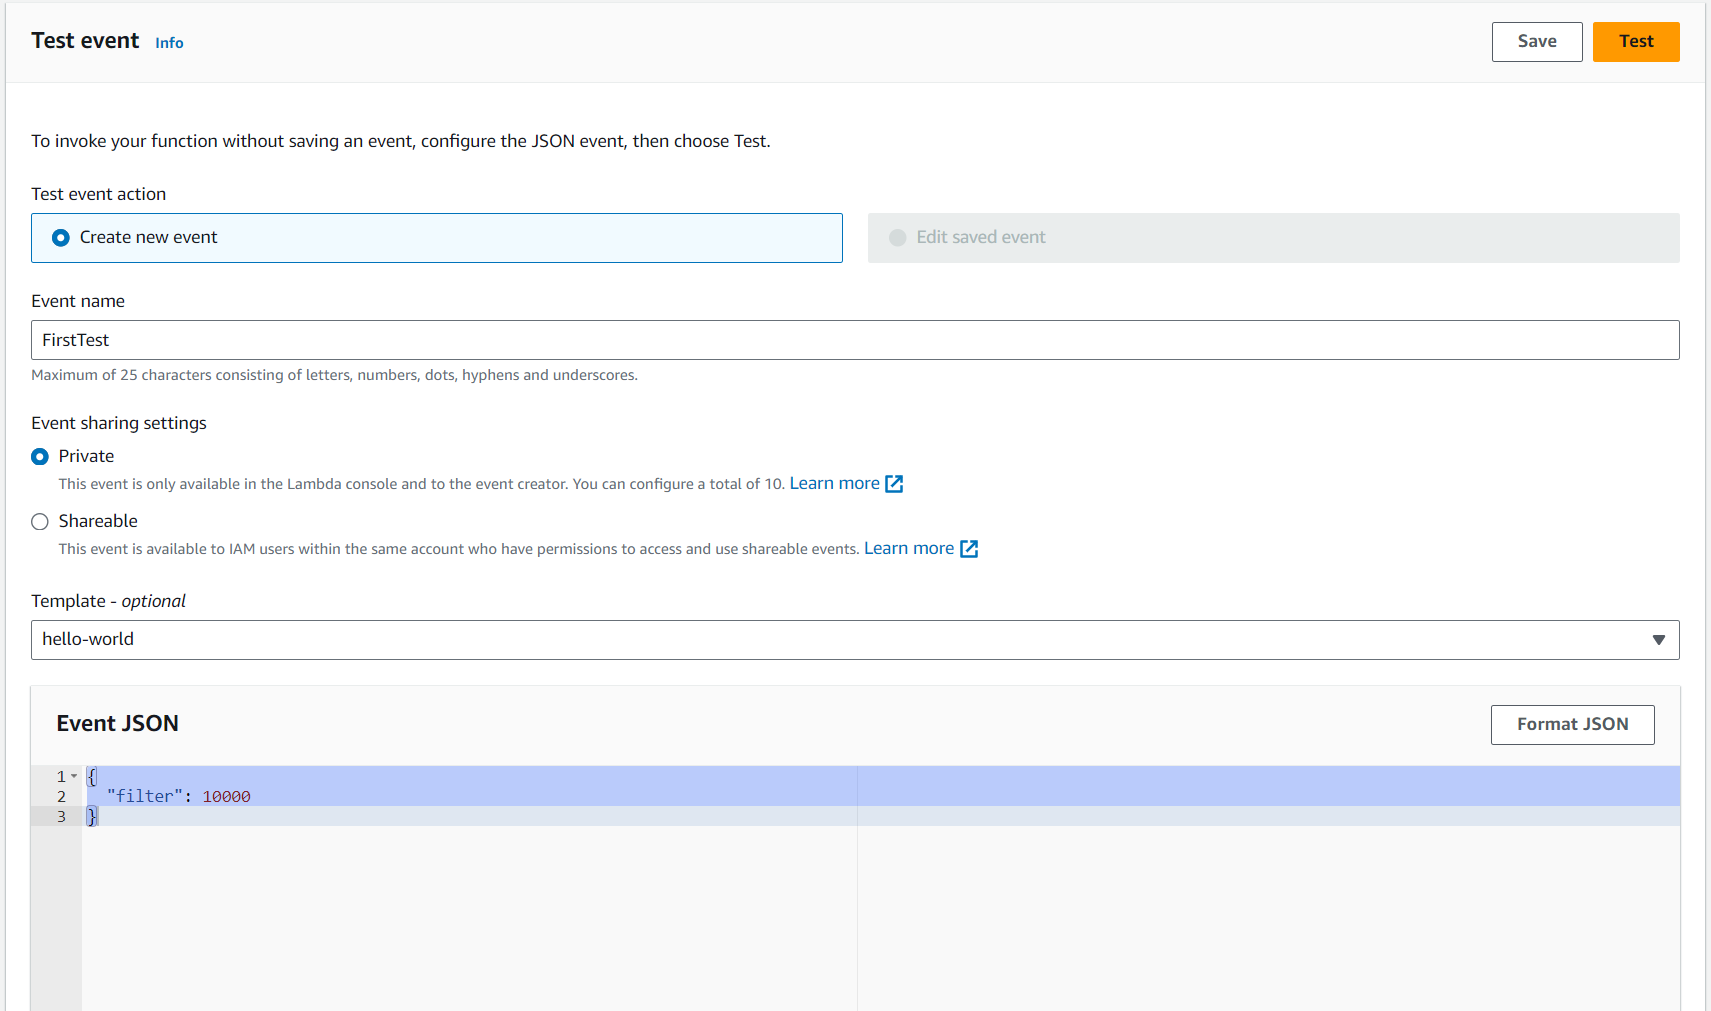 Test event Info
Save
Test
To invoke your function without saving an event, configure the JSON event, then choose Test.
Test event action
Create new event
Edit saved event
Event name
FirstTest
Maximum of 25 characters consisting of letters, numbers, dots, hyphens and underscores.
Event sharing settings
Private
This event is only available in the Lambda console and to the event creator. You can configure a total of 10. Learn more
Shareable
This event is available to IAM users within the same account who have permissions to access and use shareable events. Learn more
Template - optional
hello-world
Event JSON
Format JSON
1 {
2 "filter": 10000
3 }